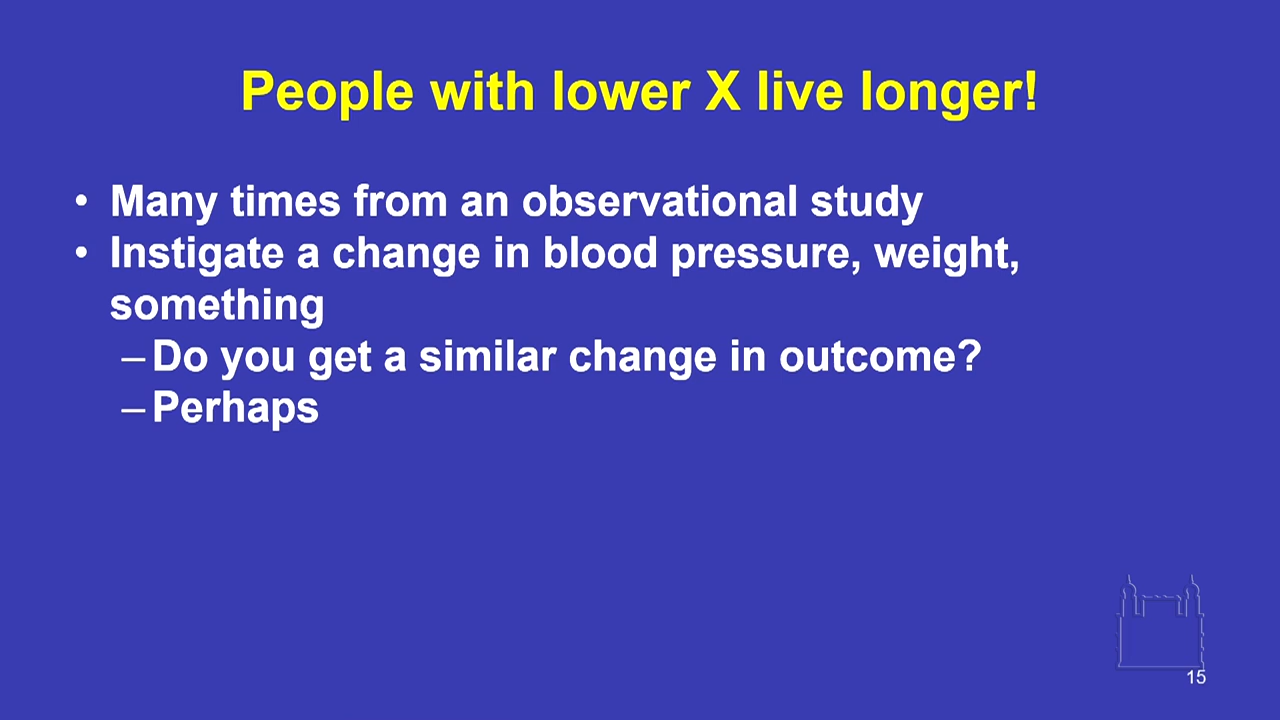 People with lower X live longer!
• Many times from an observational study
• Instigate a change in blood pressure, weight,
something
– Do you get a similar change in outcome?
– Perhaps
15